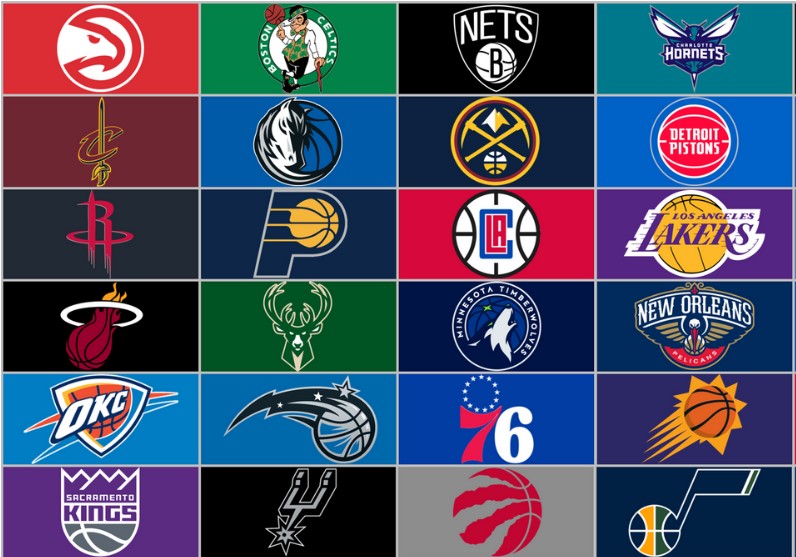 BOSTON CELTICS
NETS
B
CHARLOTTE
HORNETS
C
DETROIT
PISTONS
R
P
LA
C
LOS ANGELES
LAKERS
MINNESOTA TIMBERWOLVES
NEW ORLEANS
PELICANS
OKC
76
SACRAMENTO
KINGS
U